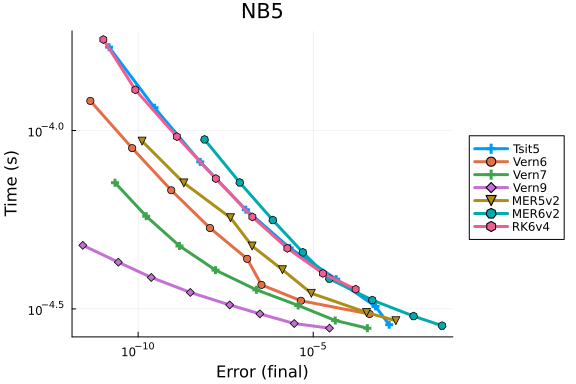 NB5
Time (s)
10⁻⁴·⁰
10⁻⁴·⁵
10⁻¹⁰
10⁻⁵
Error (final)
Tsit5
Vern6
Vern7
Vern9
MER5v2
MER6v2
RK6v4